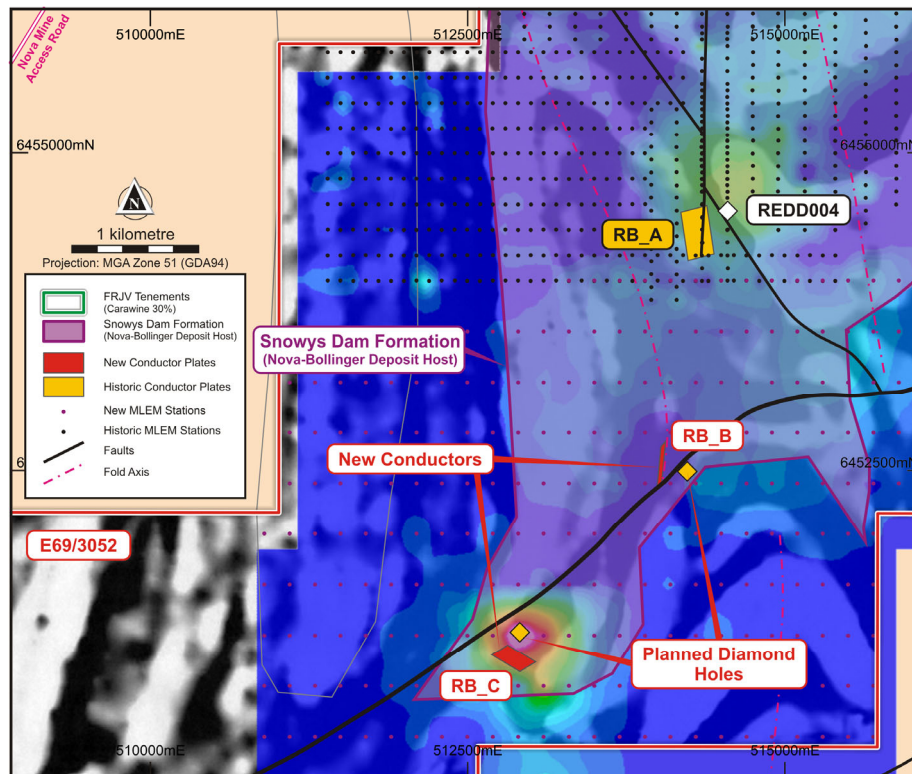 510000mE
512500mE
515000mE
Nova Mine
Access Road
6455000mN
6455000mN
N
1 kilometre
Projection: MGA Zone 51 (GDA94)
REDD004
RB_A
FRJV Tenements
(Carawine 30%)
Snowys Dam Formation
(Nova-Bollinger Deposit Host)
New Conductor Plates
Historic Conductor Plates
New MLEM Stations
Historic MLEM Stations
Faults
Fold Axis
Snowys Dam Formation
(Nova-Bollinger Deposit Host)
RB_B
New Conductors
6452500mN
E69/3052
Planned Diamond
Holes
RB_C
510000mE
512500mE
515000mE